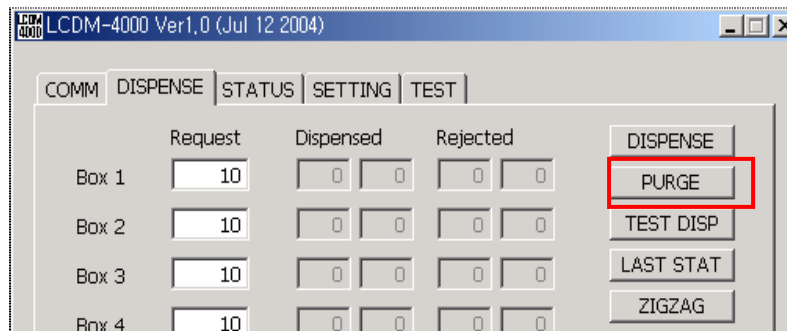 LCDM
4000
LCDM-4000 Ver1,0 (Jul 12 2004)
COMM DISPENSE STATUS SETTING TEST
Request Dispensed Rejected DISPENSE
Box 1 10 0 0 0 0 PURGE
Box 2 10 0 0 0 0 TEST DISP
Box 3 10 0 0 0 0 LAST STAT
ZIGZAG
Box 4 10 0 0 0 0